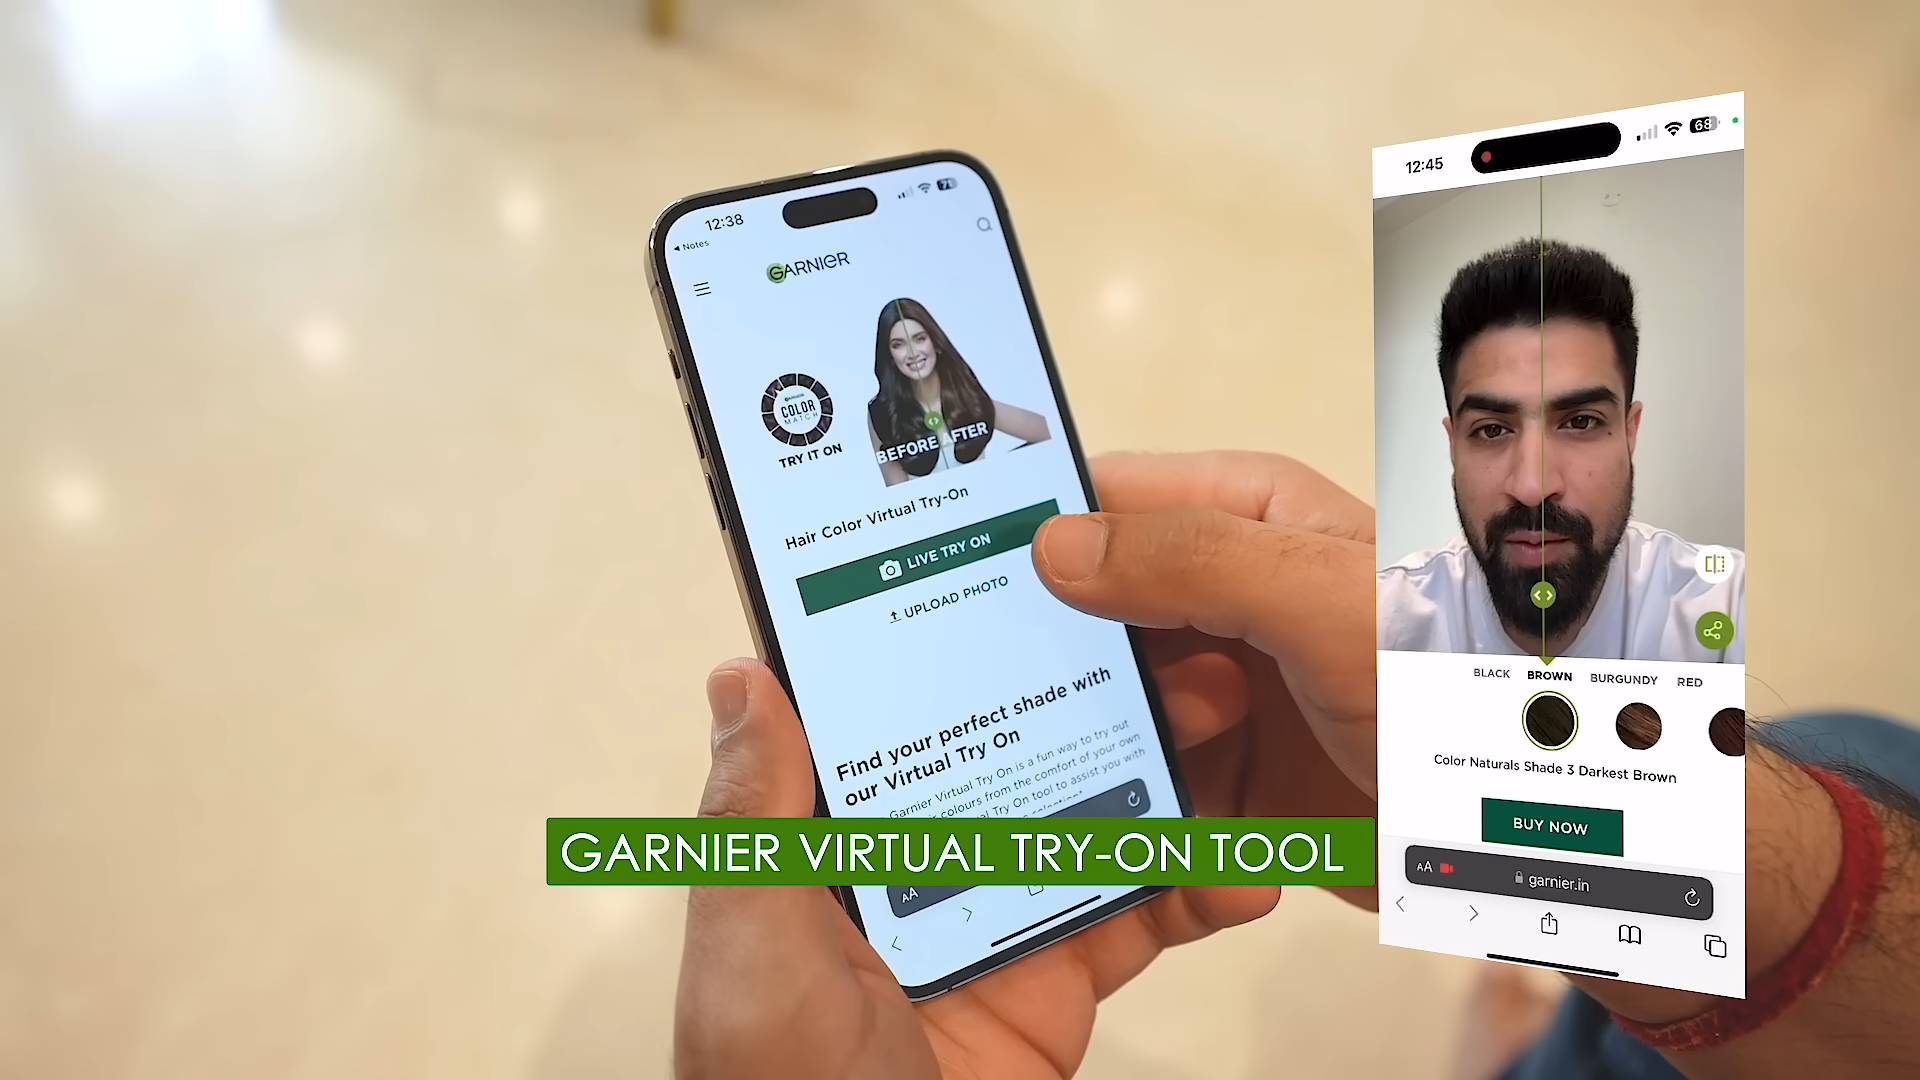 12:38
71
Notes
GARNIER
GARNIER
COLOR
MATCH
TRY IT ON
BEFORE AFTER
Hair Color Virtual Try-On
LIVE TRY ON
UPLOAD PHOTO
Find your perfect shade with
our Virtual Try On
Garnier Virtual Try On is a fun way to try out
colours from the comfort of your own
Try On tool to assist you with
AA
GARNIER VIRTUAL TRY-ON TOOL
12:45
68
BLACK BROWN BURGUNDY RED
Color Naturals Shade 3 Darkest Brown
BUY NOW
AA garnier.in